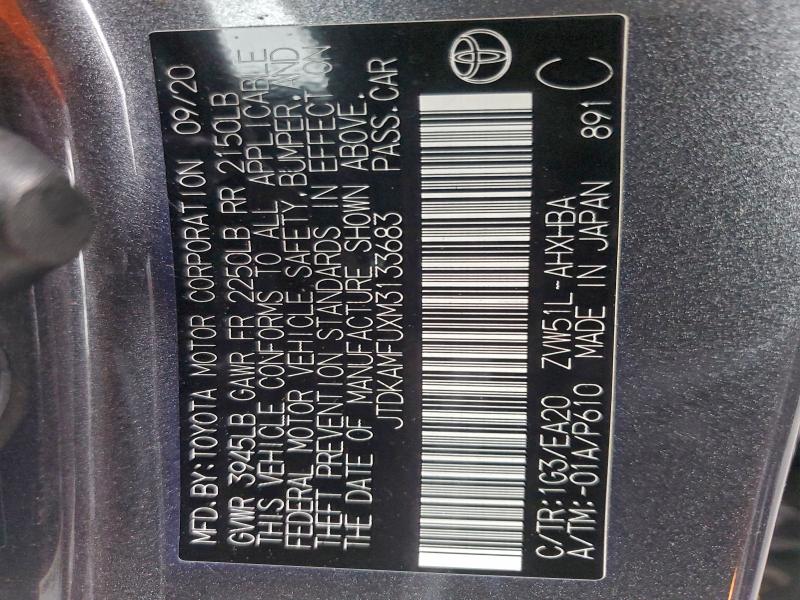 MFD. BY: TOYOTA MOTOR CORPORATION 09/20
GVWR 3945LB GAWR FR 2250LB RR 2150LB
THIS VEHICLE CONFORMS TO ALL APPLICABLE
FEDERAL MOTOR VEHICLE SAFETY, BUMPER, AND
THEFT PREVENTION STANDARDS IN EFFECT ON
THE DATE OF MANUFACTURE SHOWN ABOVE.
JTDKAMFUXM3133683 PASS. CAR
C/TR: 1G3/EA20 ZVW51L-AHXHBA
A/TM: -01A/P610 MADE IN JAPAN
891
C